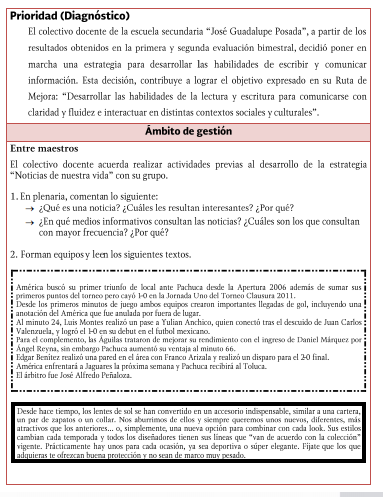 Prioridad (Diagnóstico)
El colectivo docente de la escuela secundaria “José Guadalupe Posada”, a partir de los
resultados obtenidos en la primera y segunda evaluación bimestral, decidió poner en
marcha una estrategia para desarrollar las habilidades de escribir y comunicar
información. Esta decisión, contribuye a lograr el objetivo expresado en su Ruta de
Mejora: “Desarrollar las habilidades de la lectura y escritura para comunicarse con
claridad y fluidez e interactuar en distintas contextos sociales y culturales”.
Ámbito de gestión
Entre maestros
El colectivo docente acuerda realizar actividades previas al desarrollo de la estrategia
“Noticias de nuestra vida” con su grupo.
1. En plenaria, comentan lo siguiente:
→ ¿Qué es una noticia? ¿Cuáles les resultan interesantes? ¿Por qué?
→ ¿En qué medios informativos consultan las noticias? ¿Cuáles son los que consultan
con mayor frecuencia? ¿Por qué?
2. Forman equipos y leen los siguientes textos.
América buscó su primer triunfo de local ante Pachuca desde la Apertura 2006 además de sumar sus
primeros puntos del torneo pero cayó 1-0 en la Jornada Uno del Torneo Clausura 2011.
Desde los primeros minutos de juego ambos equipos crearon importantes llegadas de gol, incluyendo una
anotación del América que fue anulada por fuera de lugar.
Al minuto 24, Luis Montes realizó un pase a Yulian Anchico, quien conectó tras el descuido de Juan Carlos
Valenzuela, y logró el 1-0 en su debut en el futbol mexicano.
Para el complemento, las Águilas trataron de mejorar su rendimiento con el ingreso de Daniel Márquez por
Ángel Reyna, sin embargo Pachuca aumentó su ventaja al minuto 66.
Edgar Benítez realizó una pared en el área con Franco Arizala y realizó un disparo para el 2-0 final.
América enfrentará a Jaguares la próxima semana y Pachuca recibirá al Toluca.
El árbitro fue José Alfredo Peñaloza.
Desde hace tiempo, los lentes de sol se han convertido en un accesorio indispensable, similar a una cartera,
un par de zapatos o un collar. Nos aburrimos de ellos y siempre queremos unos nuevos, diferentes, más
atractivos que los anteriores... o, simplemente, una nueva opción para combinar con cada look. Sus estilos
cambian cada temporada y todos los diseñadores tienen sus líneas que “van de acuerdo con la colección”
vigente. Prácticamente hay unos para cada ocasión, ya sea deportiva o súper elegante. Fíjate que los que
adquieras te ofrezcan buena protección y no sean de marco muy pesado.